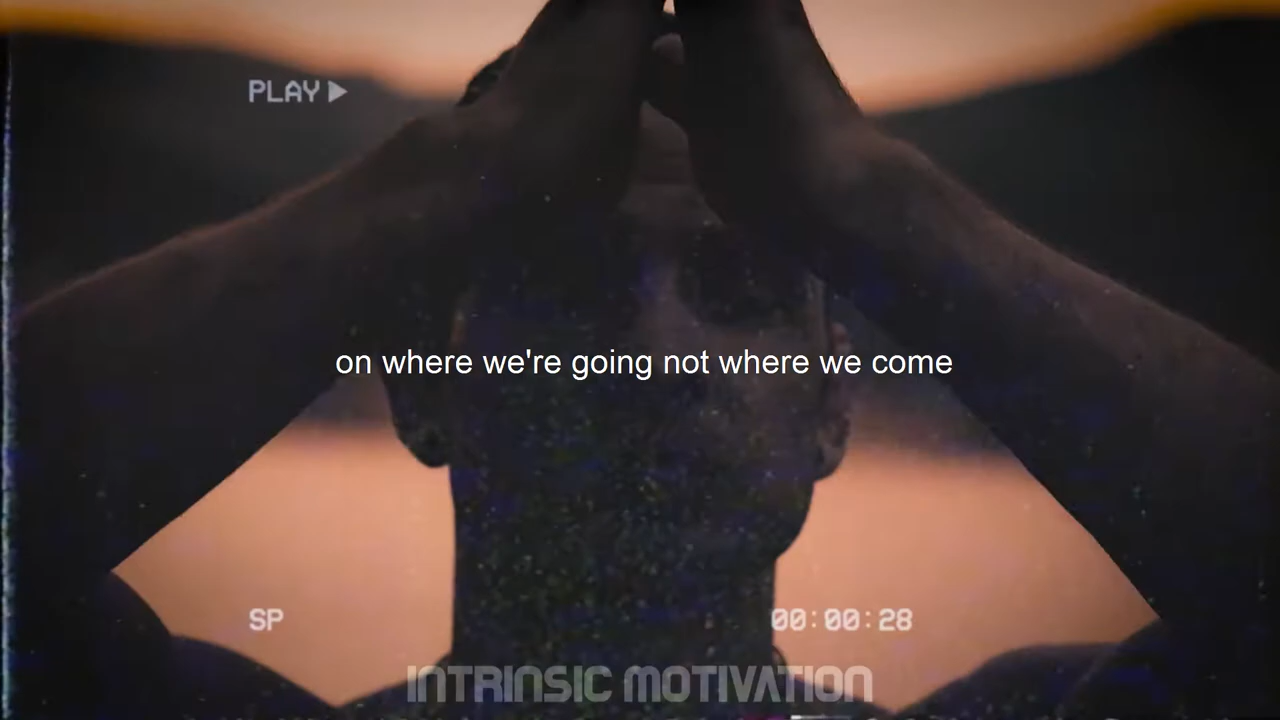 PLAY
on where we're going not where we come
SP
00:00:28
INTRINSIC MOTIVATION